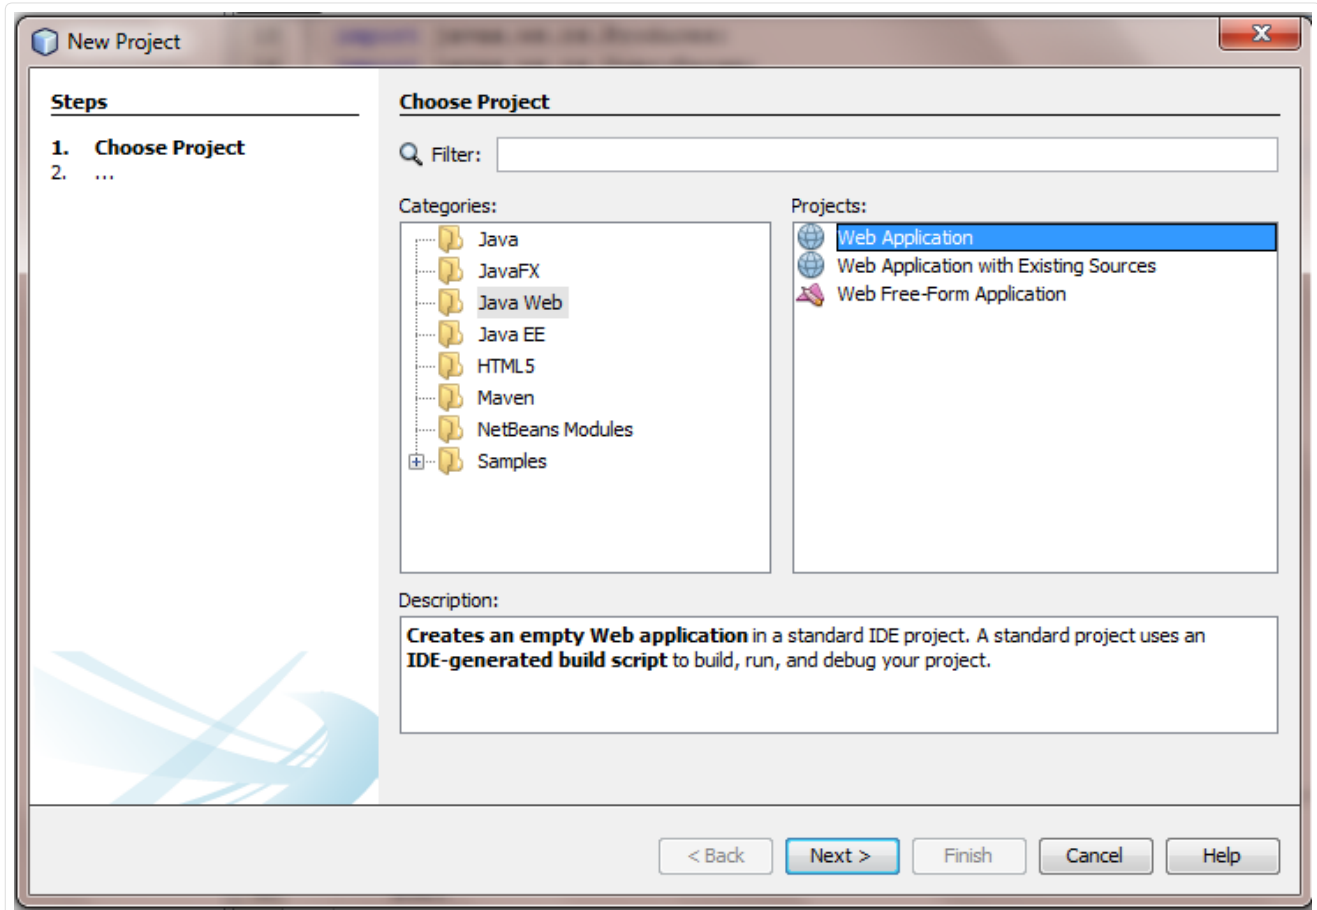 New Project
Steps
1. Choose Project
2. ...
Choose Project
Filter:
Categories:
Java
JavaFX
Java Web
Java EE
HTML5
Maven
NetBeans Modules
Samples
Projects:
Web Application
Web Application with Existing Sources
Web Free-Form Application
Description:
Creates an empty Web application in a standard IDE project. A standard project uses an
IDE-generated build script to build, run, and debug your project.
< Back
Next >
Finish
Cancel
Help